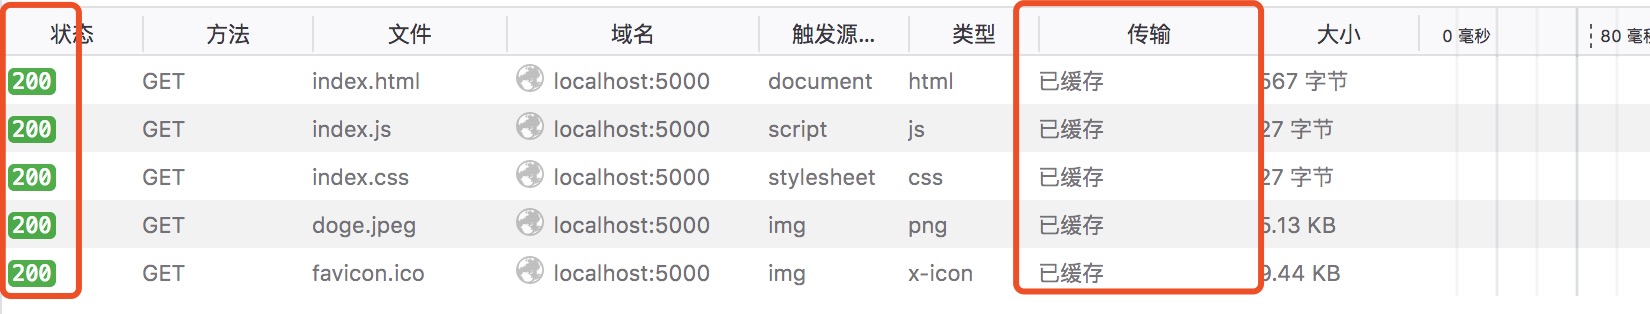 状态 方法 文件 域名 触发源... 类型 传输 大小 0 毫秒 80 毫秒
200 GET index.html localhost:5000 document html 已缓存 567 字节
200 GET index.js localhost:5000 script js 已缓存 27 字节
200 GET index.css localhost:5000 stylesheet css 已缓存 27 字节
200 GET doge.jpeg localhost:5000 img png 已缓存 5.13 KB
200 GET favicon.ico localhost:5000 img x-icon 已缓存 9.44 KB